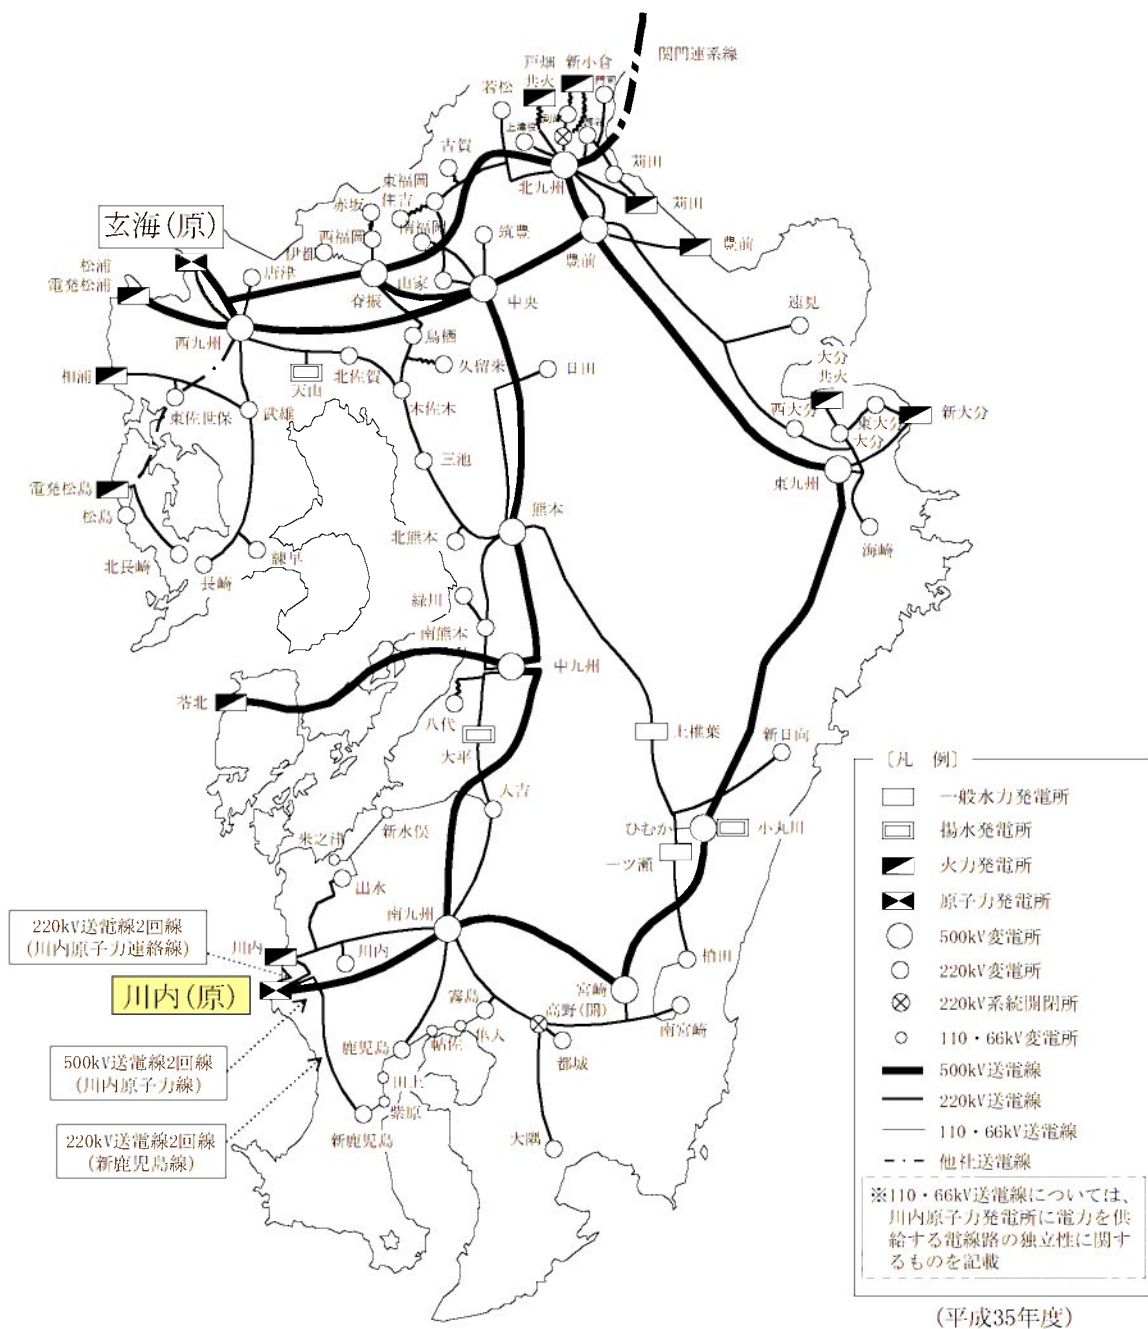 関門連系線
戸畑
共火
新小倉
若松
古賀
東福岡
住吉
赤坂
西福岡
南福岡
伊都
北九州
苅田
苅田
筑豊
豊前
豊前
玄海(原)
松浦
電発松浦
唐津
脊振
山家
中央
西九州
鳥栖
久留米
日田
速見
天山
北佐賀
木佐木
相浦
東佐世保
武雄
大分
共火
西大分
東大分
大分
新大分
東九州
三池
電発松島
松島
北長崎
長崎
諫早
北熊本
熊本
海崎
緑川
南熊本
中九州
苓北
八代
大平
上椎葉
新日向
人吉
新水俣
米之津
ひむか
小丸川
一ツ瀬
出水
南九州
220kV送電線2回線
(川内原子力連絡線)
川内
川内
川内(原)
柏田
宮崎
霧島
高野(開)
南宮崎
隼人
帖佐
鹿児島
都城
500kV送電線2回線
(川内原子力線)
紫原
新鹿児島
大隅
220kV送電線2回線
(新鹿児島線)
〔凡 例〕
一般水力発電所
揚水発電所
火力発電所
原子力発電所
500kV変電所
220kV変電所
220kV系統開閉所
110・66kV変電所
500kV送電線
220kV送電線
110・66kV送電線
他社送電線
※110・66kV送電線については、
川内原子力発電所に電力を供
給する電線路の独立性に関す
るものを記載
(平成35年度)